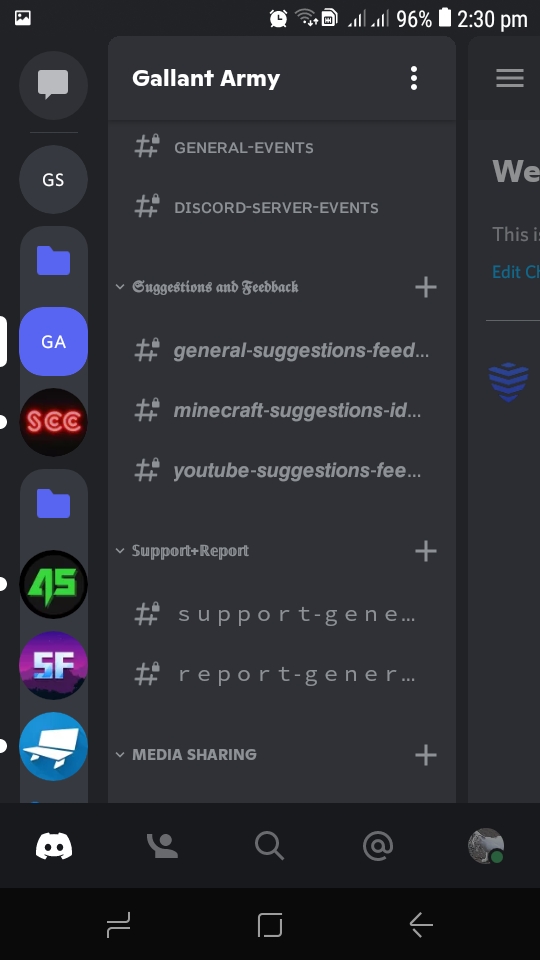 96% 2:30 pm
Gallant Army
We
GS
GENERAL-EVENTS
DISCORD-SERVER-EVENTS
This is
Edit Ch
𝕾𝖚𝖌𝖌𝖊𝖘𝖙𝖎𝖔𝖓𝖘 𝖆𝖓𝖉 𝕱𝖊𝖊𝖉𝖇𝖆𝖈𝖐
GA
general-suggestions-feed...
SCC
minecraft-suggestions-id...
youtube-suggestions-fee...
𝕊𝕦𝕡𝕡𝕠𝕣𝕥+ℝ𝕖𝕡𝕠𝕣𝕥
AS
support-gene...
SF
report-gener...
MEDIA SHARING